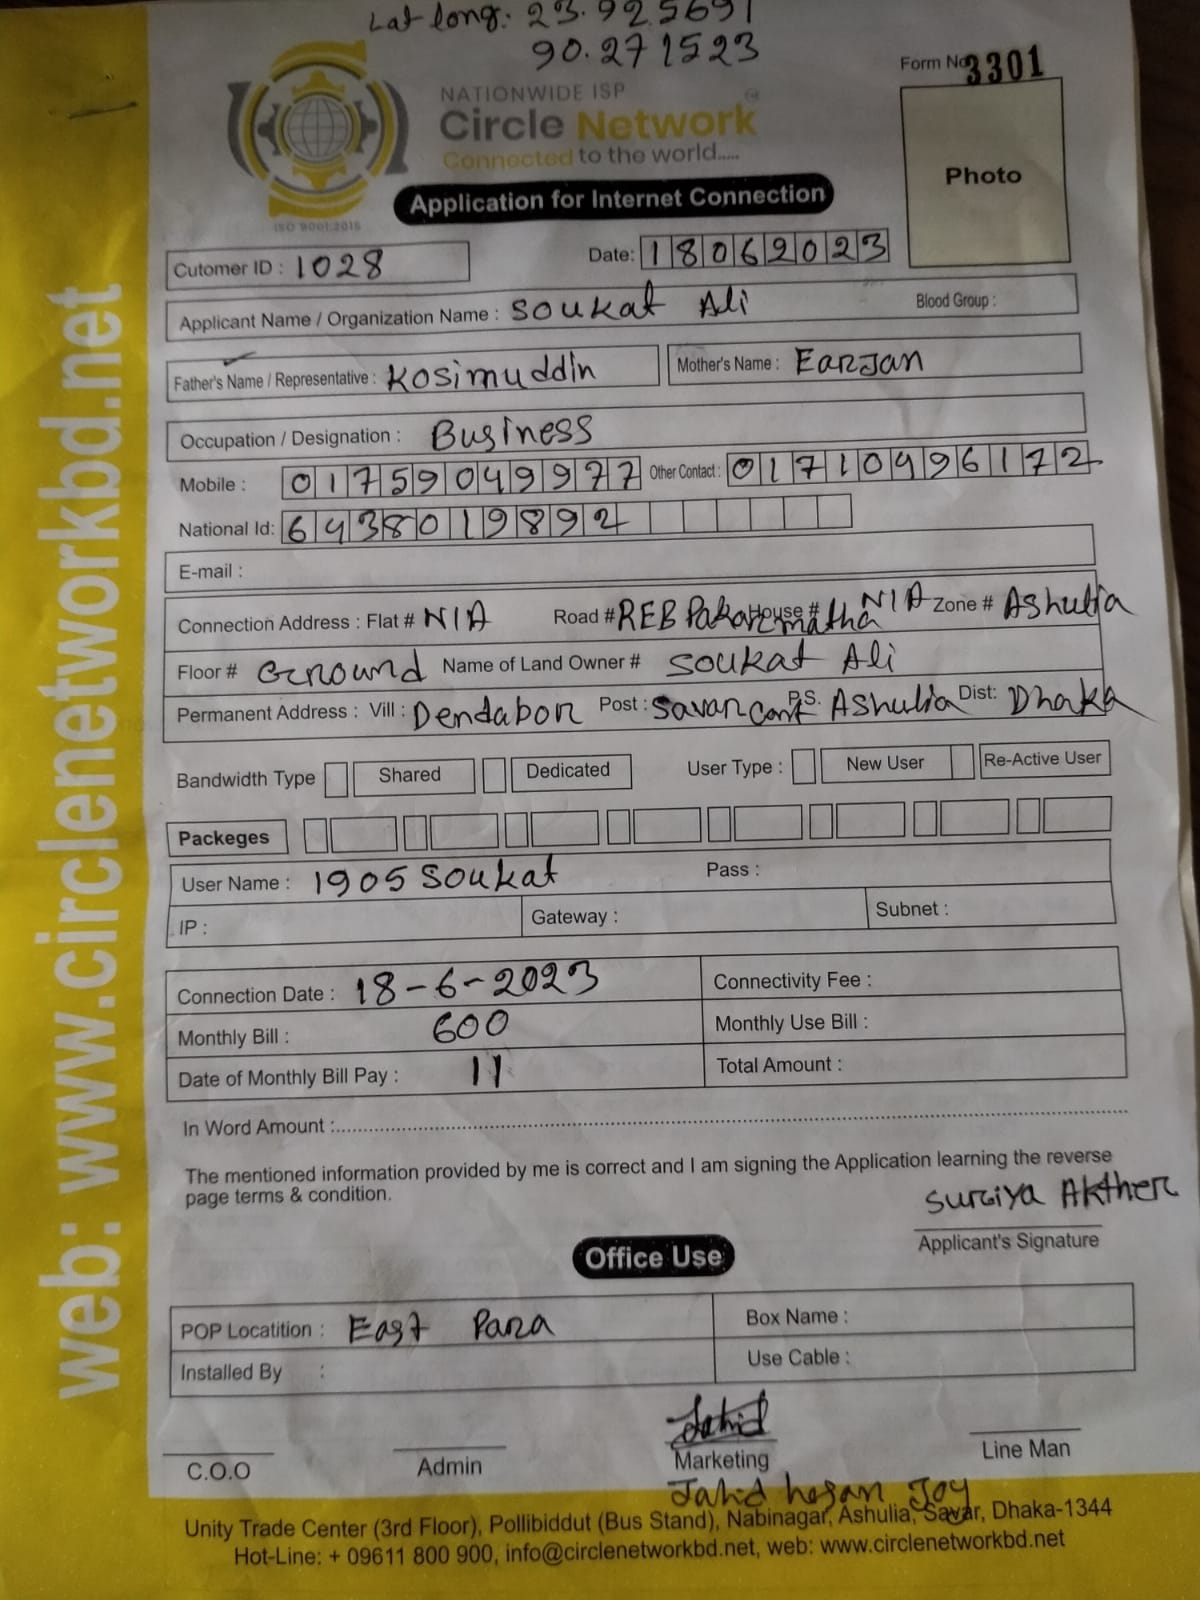 Lat long: 23.925691
90.271523
Form No 3301
NATIONWIDE ISP
Circle Network
Connected to the world.....
ISO 9001:2015
Photo
Application for Internet Connection
Cutomer ID : 1028
Date: 18062023
Applicant Name / Organization Name : Soukat Ali
Blood Group :
Father's Name / Representative : Kosimuddin
Mother's Name : Earjan
Occupation / Designation : Business
Mobile : 01759049977 Other Contact : 01710496172
National Id: 6438019892
E-mail :
Connection Address : Flat # N/A Road # REB Pakar matha House # N/A Zone # Ashulia
Floor # Ground Name of Land Owner # Soukat Ali
Permanent Address : Vill : Dendabor Post : Savar Cant P.S. Ashulia Dist: Dhaka
Bandwidth Type Shared Dedicated User Type : New User Re-Active User
Packeges
User Name : 1905 Soukat Pass :
IP : Gateway : Subnet :
Connection Date : 18-6-2023 Connectivity Fee :
Monthly Bill : 600 Monthly Use Bill :
Date of Monthly Bill Pay : 11 Total Amount :
In Word Amount :
The mentioned information provided by me is correct and I am signing the Application learning the reverse
page terms & condition.
Suraiya Akther
Applicant's Signature
Office Use
POP Locatition : East Para Box Name :
Installed By : Use Cable :
Jahid
C.O.O Admin Marketing Line Man
Jahid hasan Joy
Unity Trade Center (3rd Floor), Pollibiddut (Bus Stand), Nabinagar, Ashulia, Savar, Dhaka-1344
Hot-Line: + 09611 800 900, info@circlenetworkbd.net, web: www.circlenetworkbd.net
web: www.circlenetworkbd.net